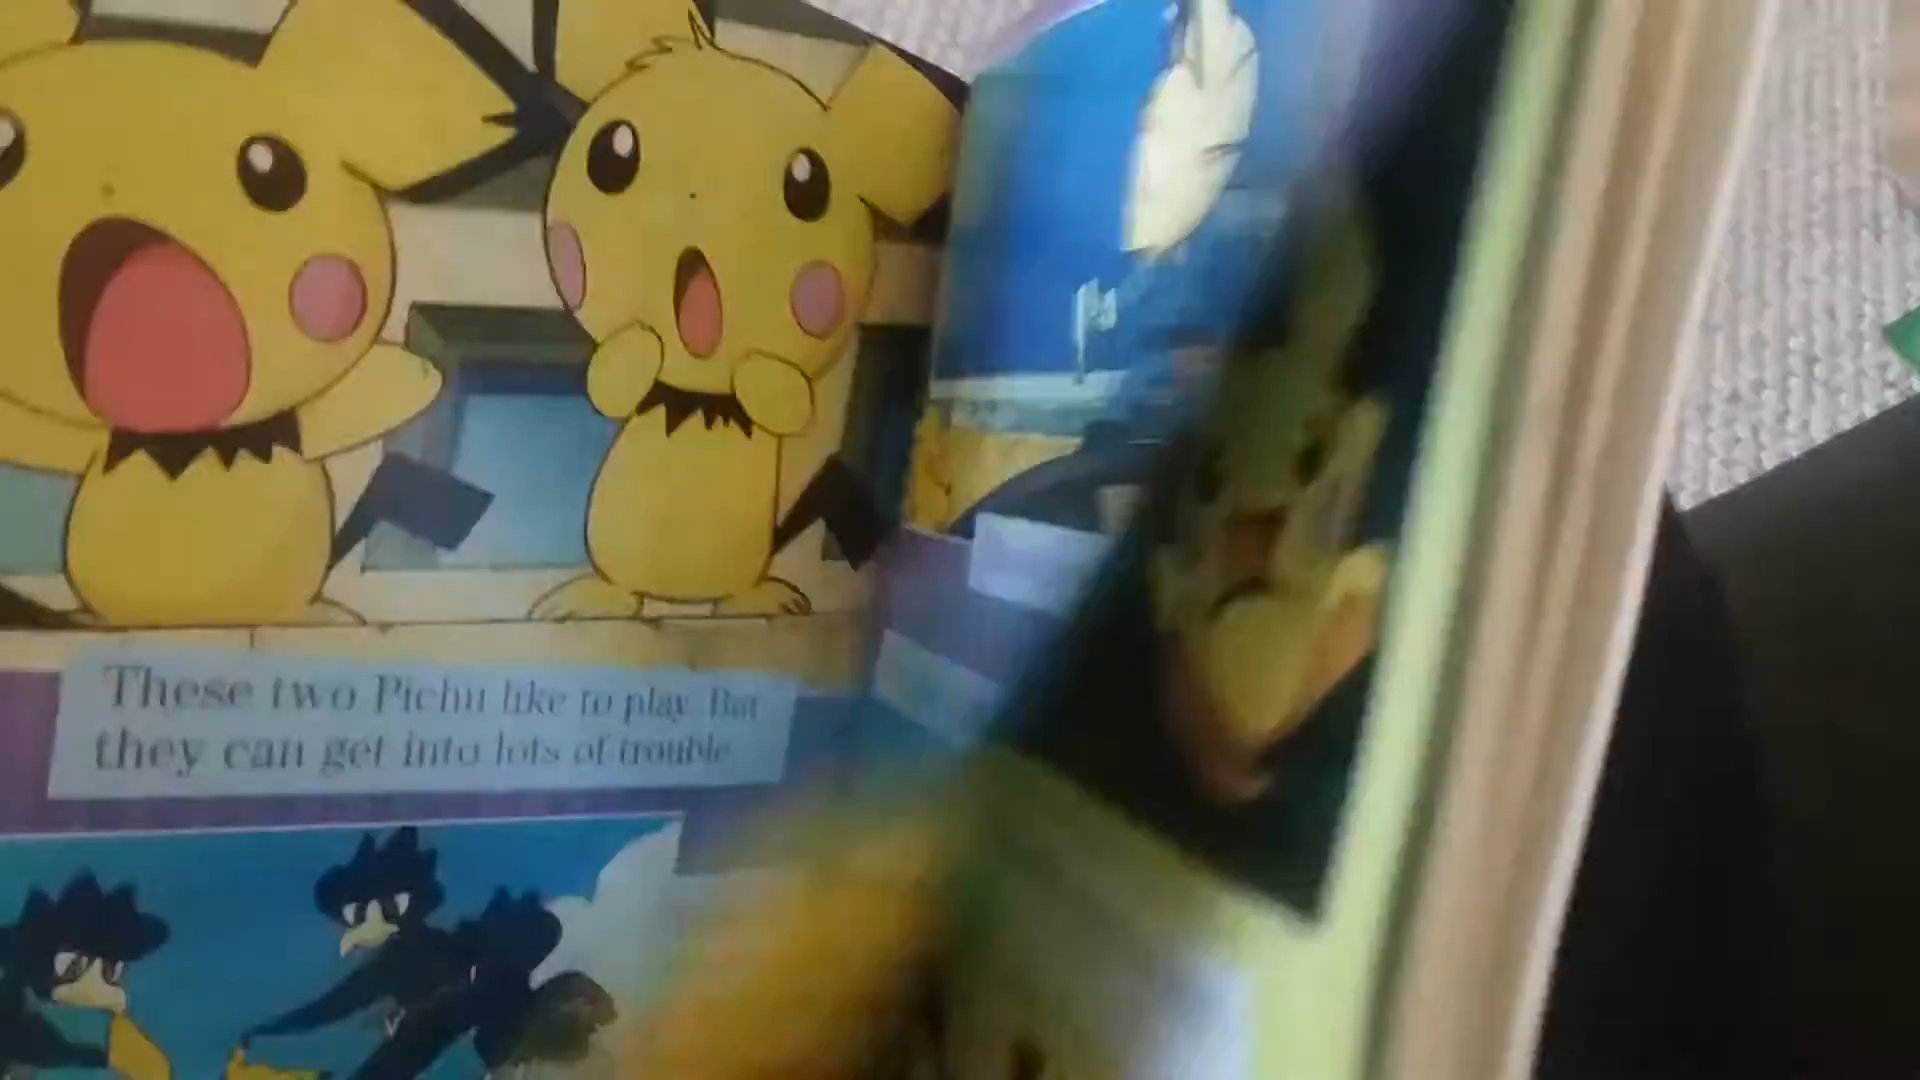 These two Pichu like to play. But
they can get into lots of trouble.